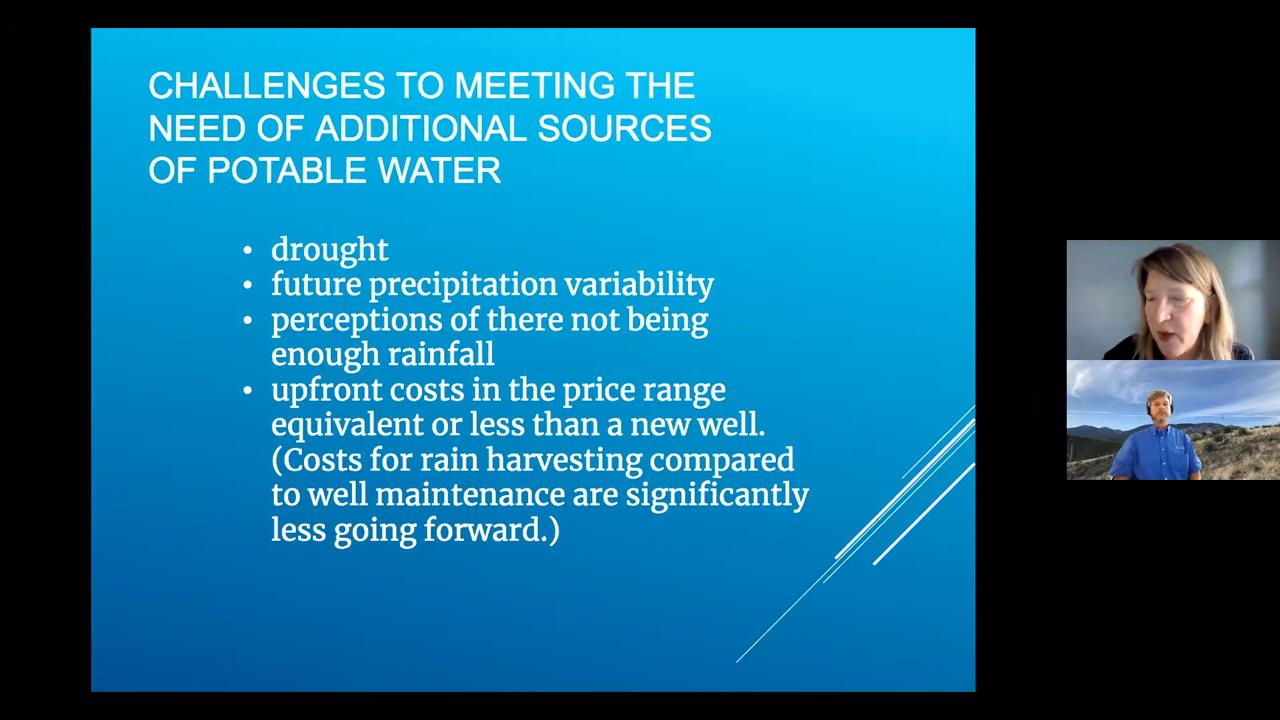 CHALLENGES TO MEETING THE
NEED OF ADDITIONAL SOURCES
OF POTABLE WATER
• drought
• future precipitation variability
• perceptions of there not being
enough rainfall
• upfront costs in the price range
equivalent or less than a new well.
(Costs for rain harvesting compared
to well maintenance are significantly
less going forward.)